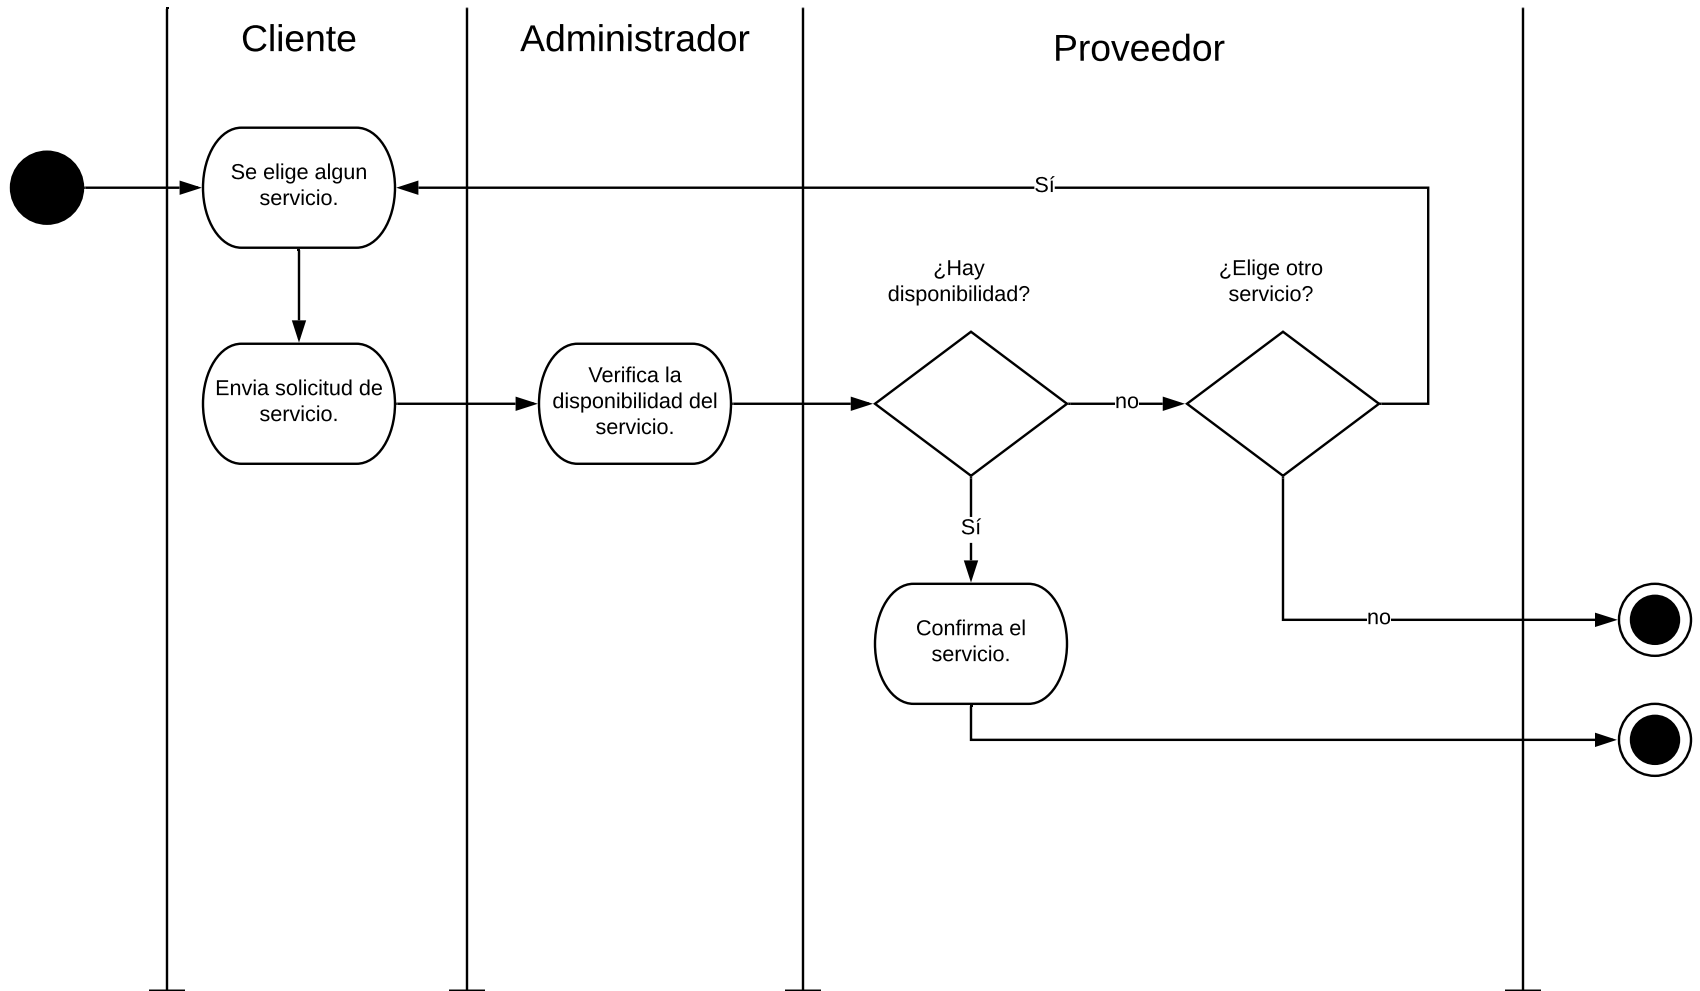 Cliente
Administrador
Proveedor
Se elige algun
servicio.
Sí
¿Hay
disponibilidad?
¿Elige otro
servicio?
Envia solicitud de
servicio.
Verifica la
disponibilidad del
servicio.
no
Sí
Confirma el
servicio.
no